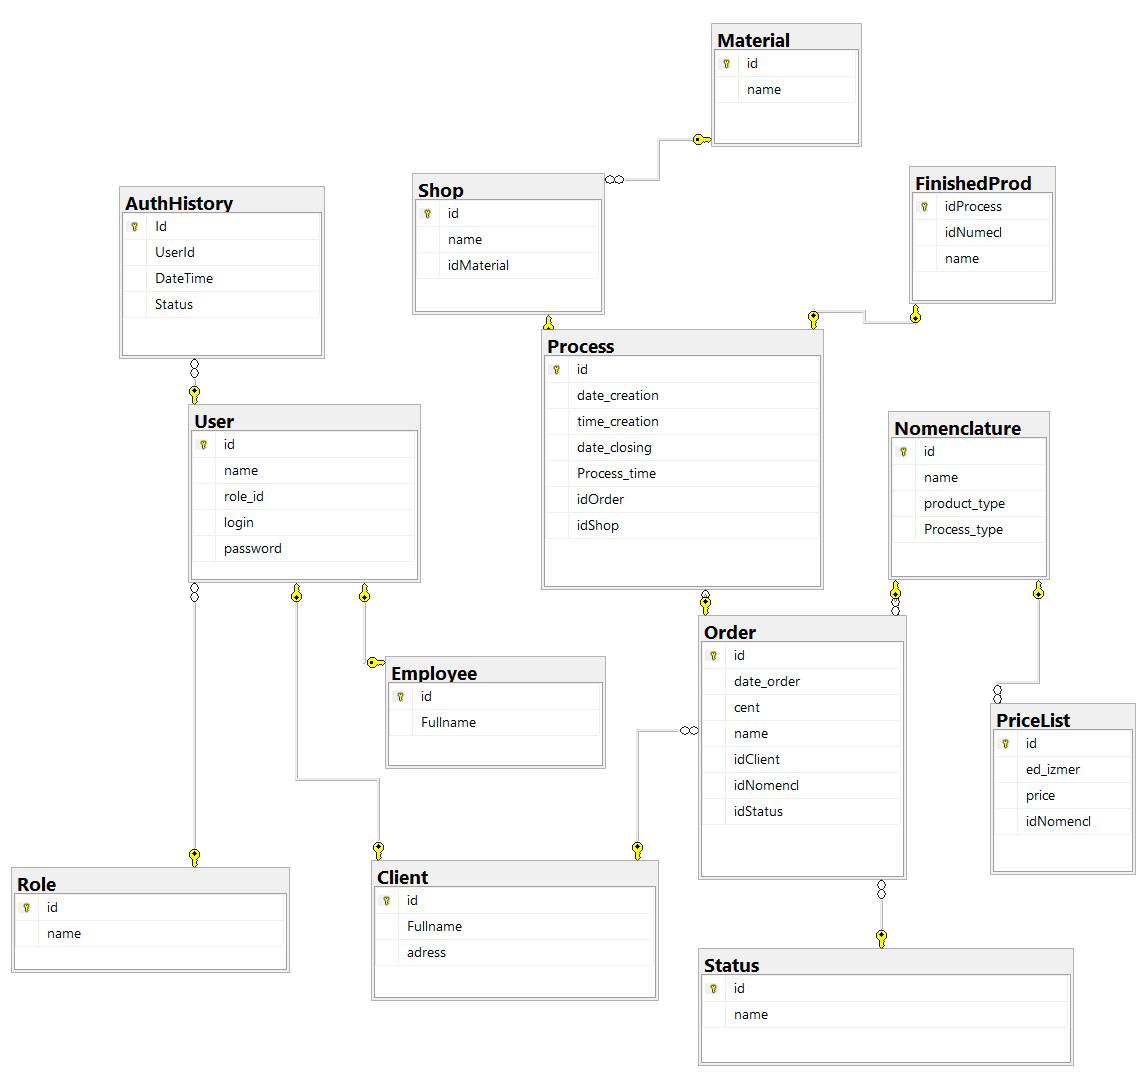 Material
id
name
Shop
id
name
idMaterial
FinishedProd
idProcess
idNumecl
name
AuthHistory
Id
UserId
DateTime
Status
Process
id
date_creation
time_creation
date_closing
Process_time
idOrder
idShop
User
id
name
role_id
login
password
Nomenclature
id
name
product_type
Process_type
Order
id
date_order
cent
name
idClient
idNomencl
idStatus
Employee
id
Fullname
PriceList
id
ed_izmer
price
idNomencl
Role
id
name
Client
id
Fullname
adress
Status
id
name